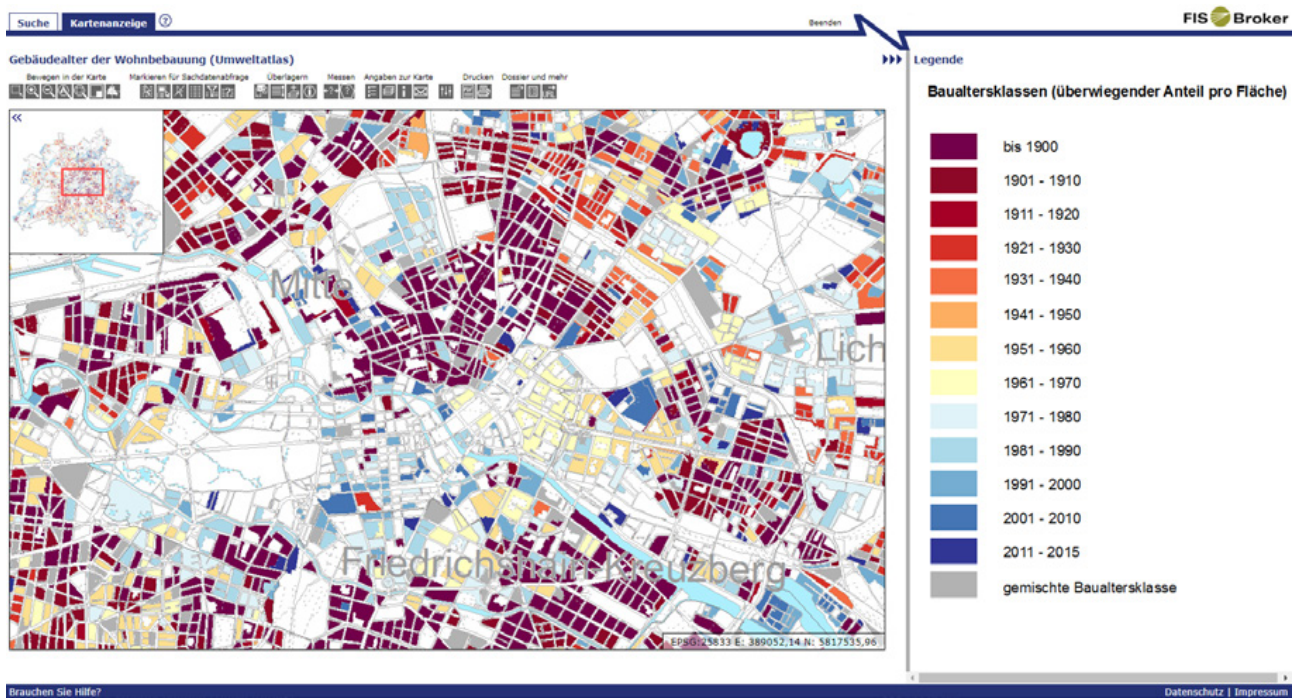 Suche Kartenanzeige ?
Beenden
FIS Broker
Gebäudealter der Wohnbebauung (Umweltatlas)
Legende
Bewegen in der Karte Markieren für Sachdatenabfrage Überlagern Messen Angaben zur Karte Drucken Dossier und mehr
Baualtersklassen (überwiegender Anteil pro Fläche)
bis 1900
1901 - 1910
1911 - 1920
1921 - 1930
1931 - 1940
1941 - 1950
1951 - 1960
1961 - 1970
1971 - 1980
1981 - 1990
1991 - 2000
2001 - 2010
2011 - 2015
gemischte Baualtersklasse
Mitte
Lich
Friedrichshain-Kreuzberg
EPSG:25833 E: 389052,14 N: 5817535,96
Brauchen Sie Hilfe?
Datenschutz | Impressum